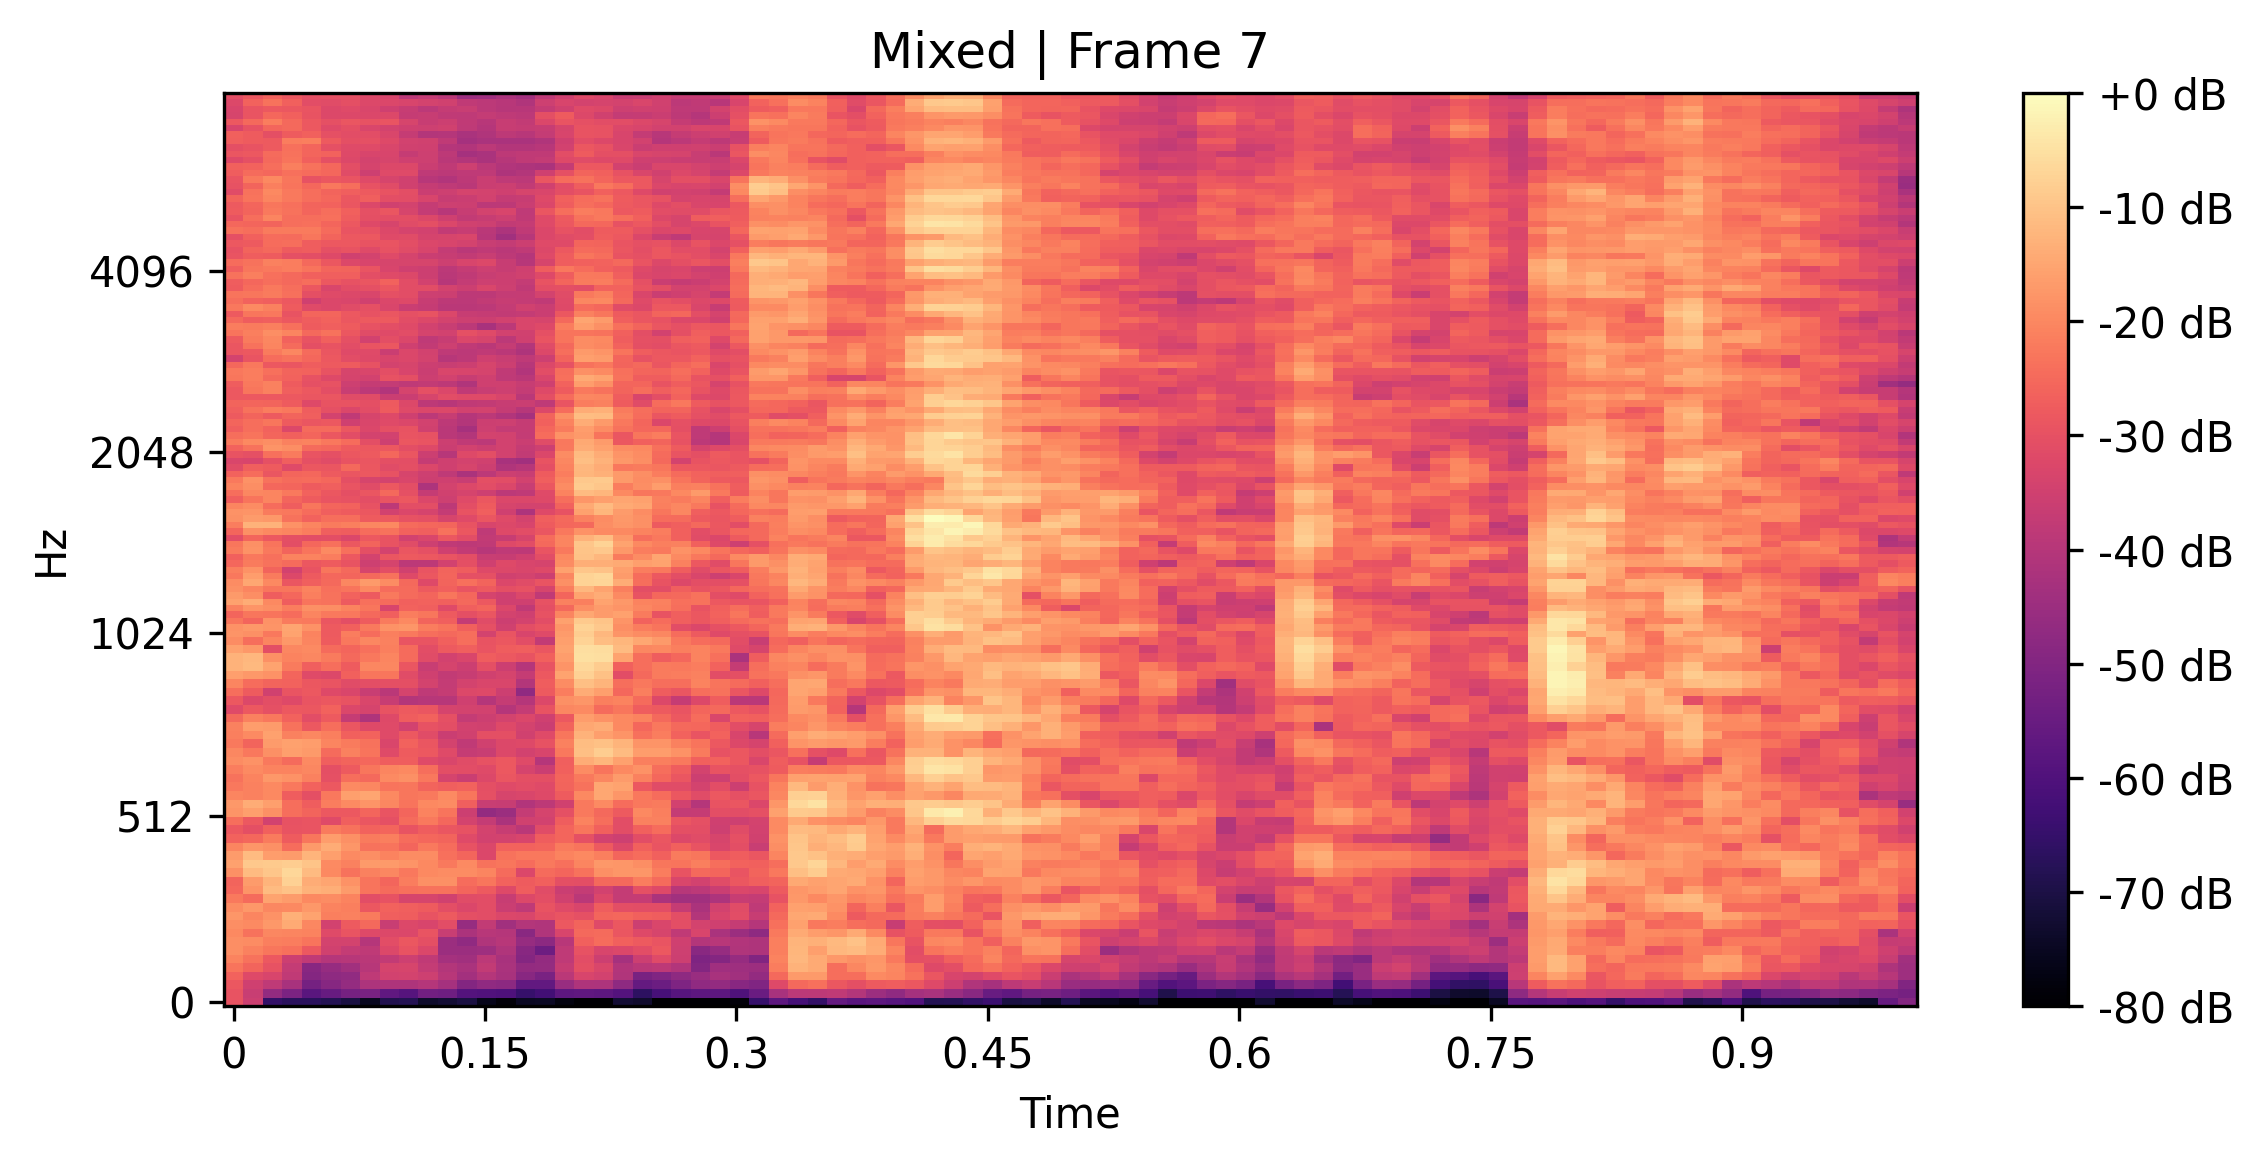 Mixed | Frame 7
+0 dB
-10 dB
-20 dB
-30 dB
-40 dB
-50 dB
-60 dB
-70 dB
-80 dB
4096
2048
1024
512
0
Hz
0 0.15 0.3 0.45 0.6 0.75 0.9
Time